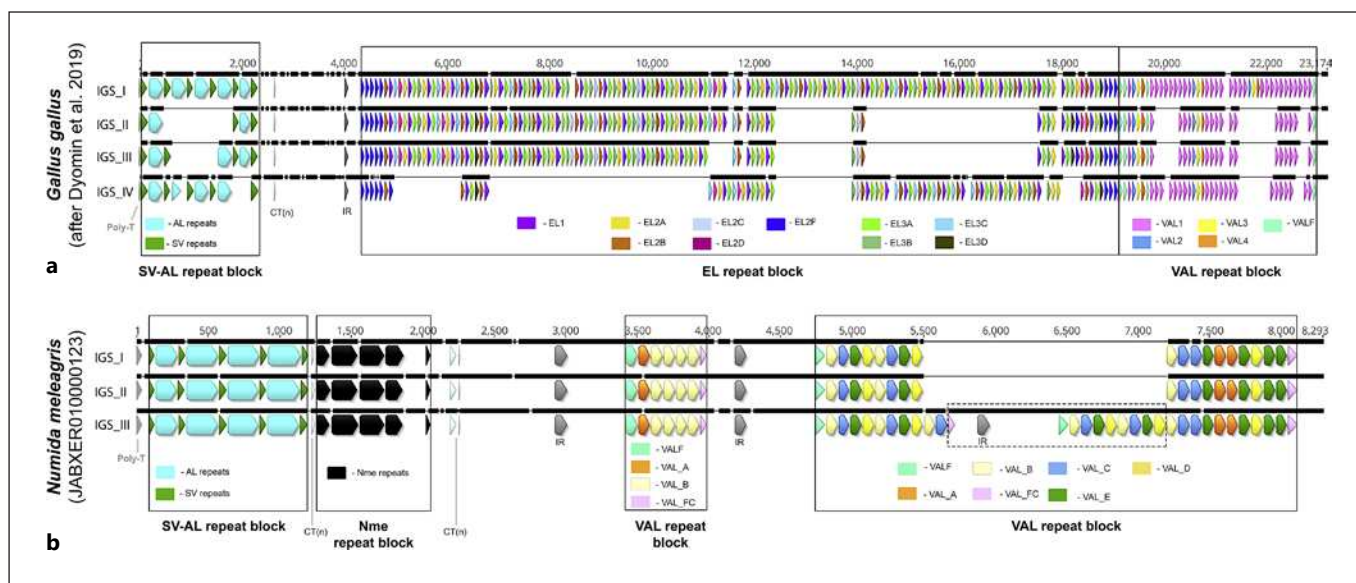 Gallus gallus
(after Dyomin et al. 2019)
2,000 4,000 6,000 8,000 10,000 12,000 14,000 16,000 18,000 20,000 22,000 23,174
IGS_I
IGS_II
IGS_III
IGS_IV
Poly-T
CT(n)
IR
- AL repeats
- SV repeats
- EL1
- EL2A
- EL2B
- EL2C
- EL2D
- EL2F
- EL3A
- EL3B
- EL3C
- EL3D
- VAL1
- VAL2
- VAL3
- VAL4
- VALF
a
SV-AL repeat block
EL repeat block
VAL repeat block
Numida meleagris
(JABXER010000123)
1 500 1,000 1,500 2,000 2,500 3,000 3,500 4,000 4,500 5,000 5,500 6,000 6,500 7,000 7,500 8,000 8,293
IGS_I
IGS_II
IGS_III
IR
IR
IR
Poly-T
- AL repeats
- SV repeats
- Nme repeats
- VALF
- VAL_A
- VAL_B
- VAL_FC
- VALF
- VAL_A
- VAL_B
- VAL_FC
- VAL_C
- VAL_E
- VAL_D
b
SV-AL repeat block
CT(n)
Nme
repeat block
CT(n)
VAL repeat
block
VAL repeat block